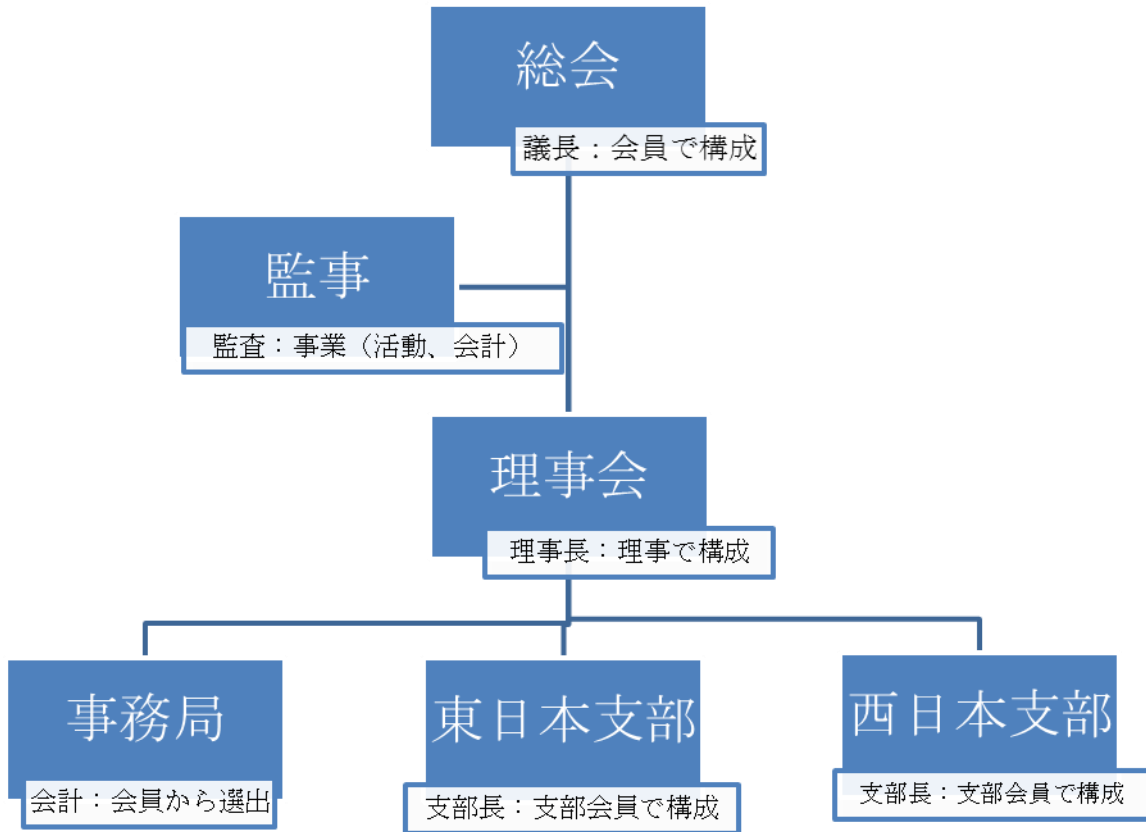 総会
議長：会員で構成
監事
監査：事業（活動、会計）
理事会
理事長：理事で構成
事務局
会計：会員から選出
東日本支部
支部長：支部会員で構成
西日本支部
支部長：支部会員で構成